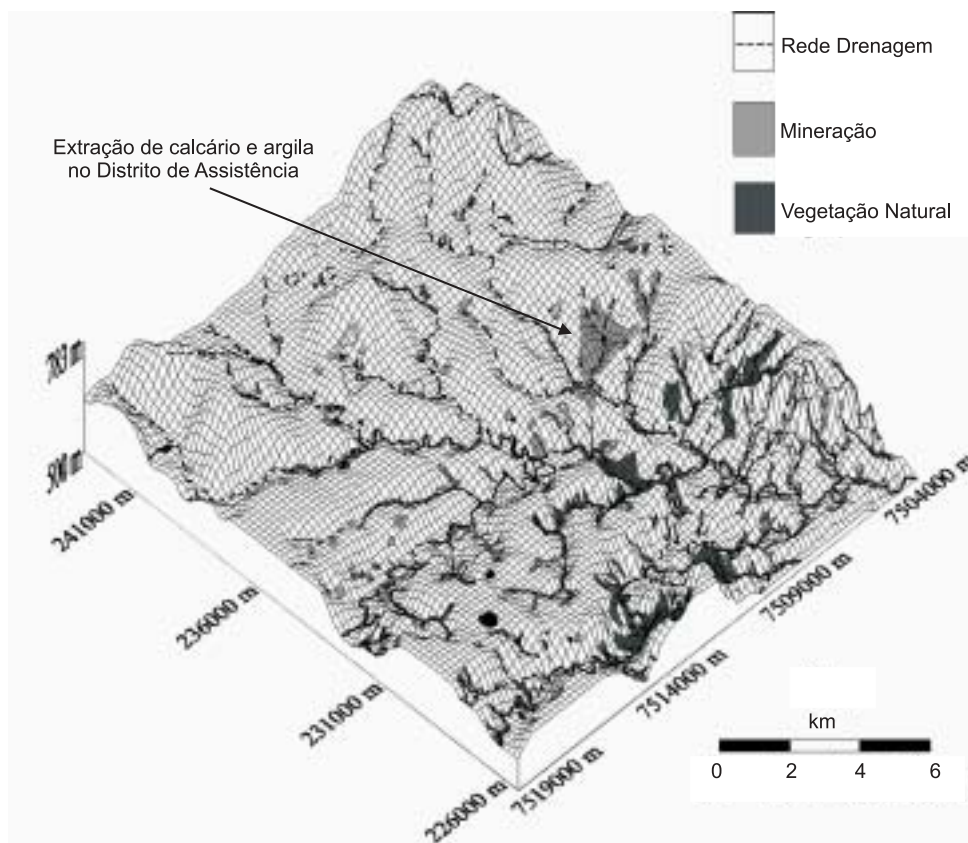 Rede Drenagem
Mineração
Vegetação Natural
Extração de calcário e argila
no Distrito de Assistência
241000 m
236000 m
231000 m
226000 m
7519000 m
7514000 m
7509000 m
7504000 m
km
0 2 4 6